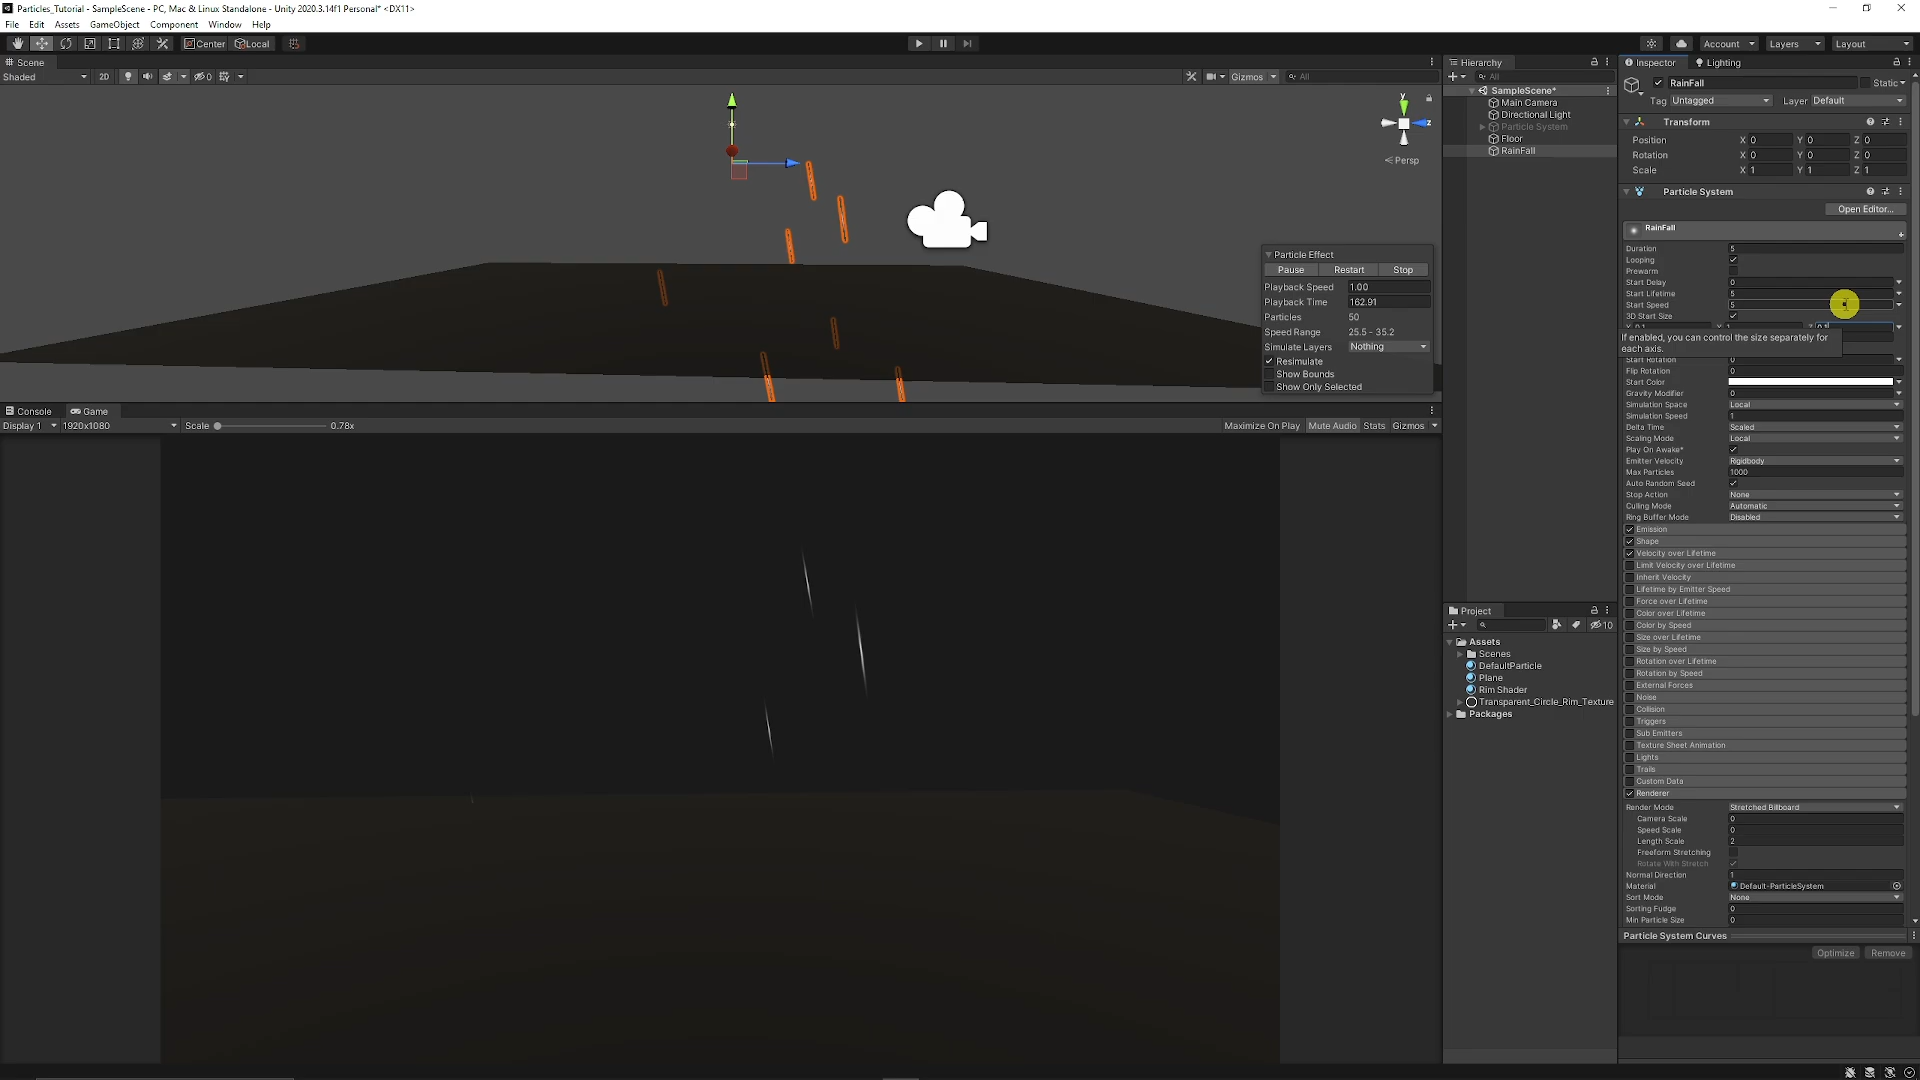 Particles_Tutorial - SampleScene - PC, Mac & Linux Standalone - Unity 2020.3.14f1 Personal* <DX11>
File Edit Assets GameObject Component Window Help
Center Local
Account Layers Layout
Scene
Shaded 2D 0 Gizmos All
y
z
Persp
Particle Effect
Pause Restart Stop
Playback Speed 1.00
Playback Time 162.91
Particles 50
Speed Range 25.5 - 35.2
Simulate Layers Nothing
Resimulate
Show Bounds
Show Only Selected
Console Game
Display 1 1920x1080 Scale 0.78x Maximize On Play Mute Audio Stats Gizmos
Hierarchy
All
SampleScene*
Main Camera
Directional Light
Particle System
Floor
RainFall
Project
10
Assets
Scenes
DefaultParticle
Plane
Rim Shader
Transparent_Circle_Rim_Texture
Packages
Inspector Lighting
RainFall Static
Tag Untagged Layer Default
Transform
Position X 0 Y 0 Z 0
Rotation X 0 Y 0 Z 0
Scale X 1 Y 1 Z 1
Particle System
Open Editor...
RainFall
Duration 5
Looping
Prewarm
Start Delay 0
Start Lifetime 5
Start Speed 5
3D Start Size
If enabled, you can control the size separately for
each axis.
Start Rotation 0
Flip Rotation 0
Start Color
Gravity Modifier 0
Simulation Space Local
Simulation Speed 1
Delta Time Scaled
Scaling Mode Local
Play On Awake*
Emitter Velocity Rigidbody
Max Particles 1000
Auto Random Seed
Stop Action None
Culling Mode Automatic
Ring Buffer Mode Disabled
Emission
Shape
Velocity over Lifetime
Limit Velocity over Lifetime
Inherit Velocity
Lifetime by Emitter Speed
Force over Lifetime
Color over Lifetime
Color by Speed
Size over Lifetime
Size by Speed
Rotation over Lifetime
Rotation by Speed
External Forces
Noise
Collision
Triggers
Sub Emitters
Texture Sheet Animation
Lights
Trails
Custom Data
Renderer
Render Mode Stretched Billboard
Camera Scale 0
Speed Scale 0
Length Scale 2
Freeform Stretching
Rotate With Stretch
Normal Direction 1
Material Default-ParticleSystem
Sort Mode None
Sorting Fudge 0
Min Particle Size 0
Particle System Curves
Optimize Remove